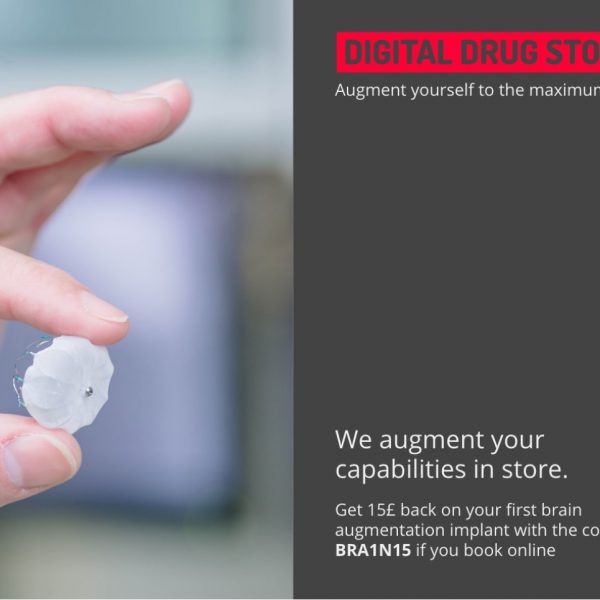 DIGITAL DRUG STO
Augment yourself to the maximum
We augment your
capabilities in store.
Get 15£ back on your first brain
augmentation implant with the co
BRA1N15 if you book online